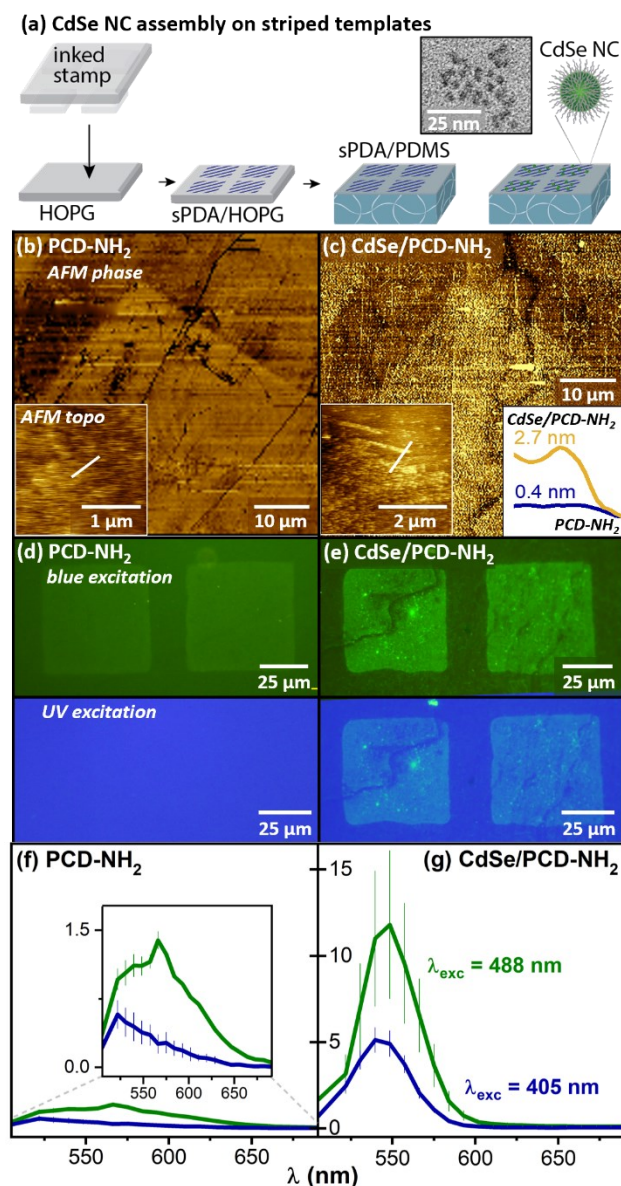 (a) CdSe NC assembly on striped templates
inked
stamp
CdSe NC
25 nm
sPDA/PDMS
HOPG
sPDA/HOPG
(b) PCD-NH₂
AFM phase
AFM topo
1 μm
10 μm
(c) CdSe/PCD-NH₂
10 μm
2 μm
CdSe/PCD-NH₂
2.7 nm
0.4 nm
PCD-NH₂
(d) PCD-NH₂
blue excitation
25 μm
(e) CdSe/PCD-NH₂
25 μm
UV excitation
25 μm
25 μm
(f) PCD-NH₂
1.5
0.0
550
600
650
550
600
650
(g) CdSe/PCD-NH₂
15
10
5
0
λexc = 488 nm
λexc = 405 nm
550
600
650
λ (nm)